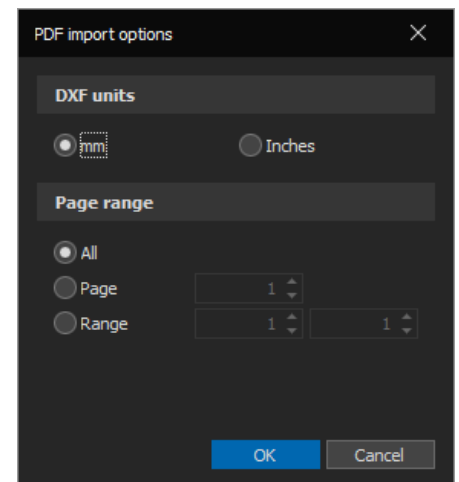 PDF import options
DXF units
mm Inches
Page range
All
Page 1
Range 1 1
OK Cancel